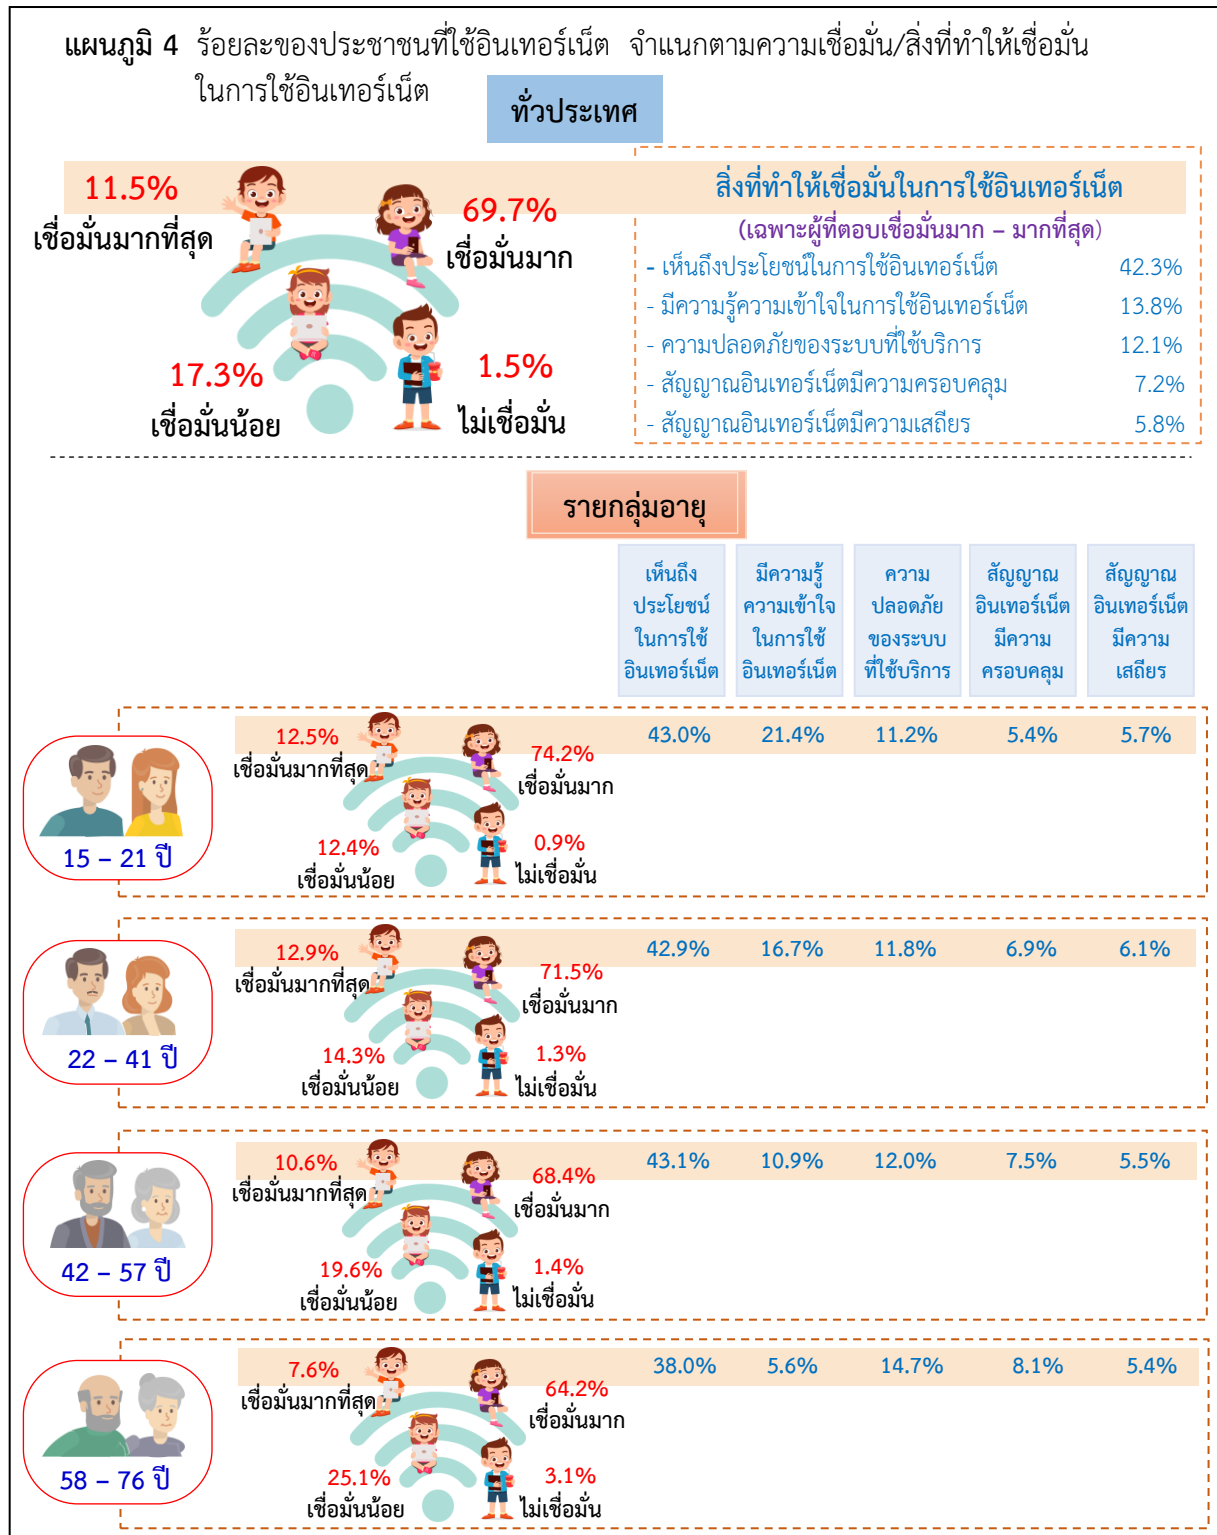 แผนภูมิ 4 ร้อยละของประชาชนที่ใช้อินเทอร์เน็ต จำแนกตามความเชื่อมั่น/สิ่งที่ทำให้เชื่อมั่น
ในการใช้อินเทอร์เน็ต
ทั่วประเทศ
11.5%
เชื่อมั่นมากที่สุด
69.7%
เชื่อมั่นมาก
17.3%
เชื่อมั่นน้อย
1.5%
ไม่เชื่อมั่น
สิ่งที่ทำให้เชื่อมั่นในการใช้อินเทอร์เน็ต
(เฉพาะผู้ที่ตอบเชื่อมั่นมาก – มากที่สุด)
- เห็นถึงประโยชน์ในการใช้อินเทอร์เน็ต 42.3%
- มีความรู้ความเข้าใจในการใช้อินเทอร์เน็ต 13.8%
- ความปลอดภัยของระบบที่ใช้บริการ 12.1%
- สัญญาณอินเทอร์เน็ตมีความครอบคลุม 7.2%
- สัญญาณอินเทอร์เน็ตมีความเสถียร 5.8%
รายกลุ่มอายุ
เห็นถึง
ประโยชน์
ในการใช้
อินเทอร์เน็ต
มีความรู้
ความเข้าใจ
ในการใช้
อินเทอร์เน็ต
ความ
ปลอดภัย
ของระบบ
ที่ใช้บริการ
สัญญาณ
อินเทอร์เน็ต
มีความ
ครอบคลุม
สัญญาณ
อินเทอร์เน็ต
มีความ
เสถียร
15 – 21 ปี
12.5%
เชื่อมั่นมากที่สุด
74.2%
เชื่อมั่นมาก
12.4%
เชื่อมั่นน้อย
0.9%
ไม่เชื่อมั่น
43.0% 21.4% 11.2% 5.4% 5.7%
22 – 41 ปี
12.9%
เชื่อมั่นมากที่สุด
71.5%
เชื่อมั่นมาก
14.3%
เชื่อมั่นน้อย
1.3%
ไม่เชื่อมั่น
42.9% 16.7% 11.8% 6.9% 6.1%
42 – 57 ปี
10.6%
เชื่อมั่นมากที่สุด
68.4%
เชื่อมั่นมาก
19.6%
เชื่อมั่นน้อย
1.4%
ไม่เชื่อมั่น
43.1% 10.9% 12.0% 7.5% 5.5%
58 – 76 ปี
7.6%
เชื่อมั่นมากที่สุด
64.2%
เชื่อมั่นมาก
25.1%
เชื่อมั่นน้อย
3.1%
ไม่เชื่อมั่น
38.0% 5.6% 14.7% 8.1% 5.4%